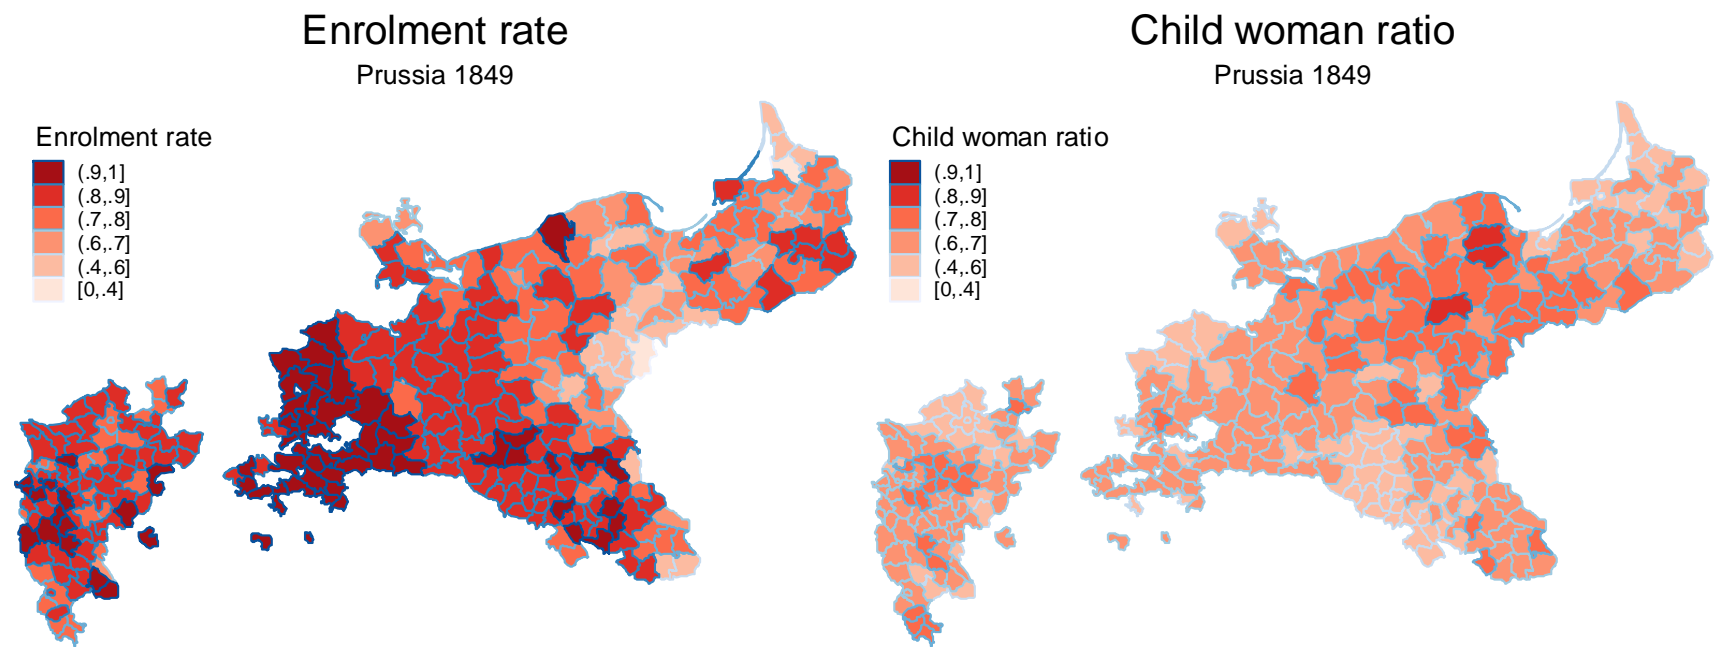 Enrolment rate
Prussia 1849
Enrolment rate
(.9,1]
(.8,.9]
(.7,.8]
(.6,.7]
(.4,.6]
[0,.4]
Child woman ratio
Prussia 1849
Child woman ratio
(.9,1]
(.8,.9]
(.7,.8]
(.6,.7]
(.4,.6]
[0,.4]